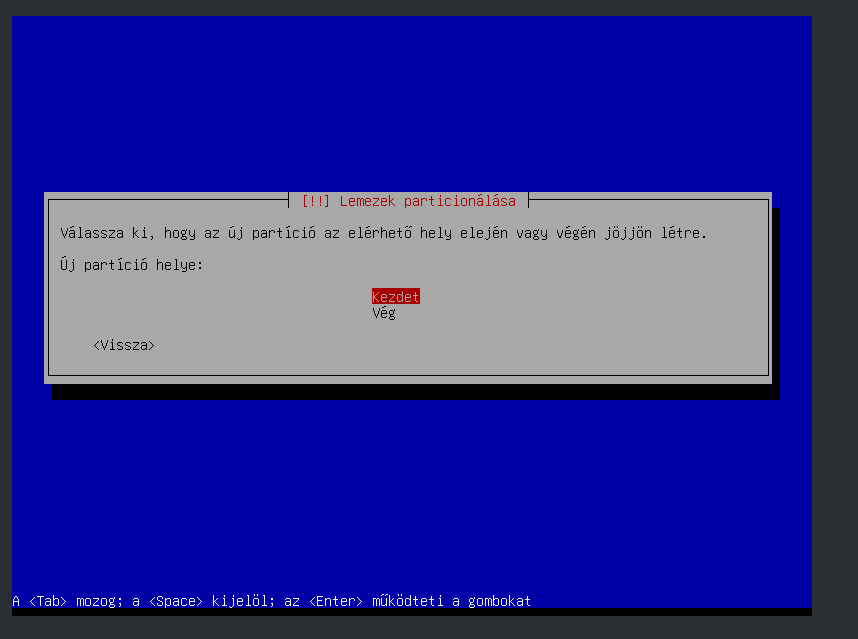 [!!] Lemezek particionálása
Válassza ki, hogy az új partíció az elérhető hely elején vagy végén jöjjön létre.
Új partíció helye:
Kezdet
Vég
<Vissza>
A <Tab> mozog; a <Space> kijelöl; az <Enter> működteti a gombokat